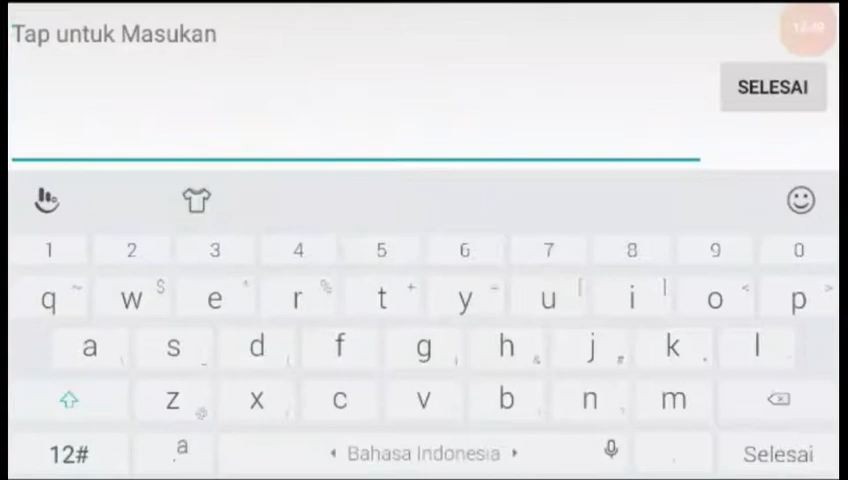 Tap untuk Masukan
SELESAI
1 2 3 4 5 6 7 8 9 0
q w $ e r % t + y u i o < p >
a s d f g h & j # k l
z @ x c v b n m
12# a Bahasa Indonesia Selesai